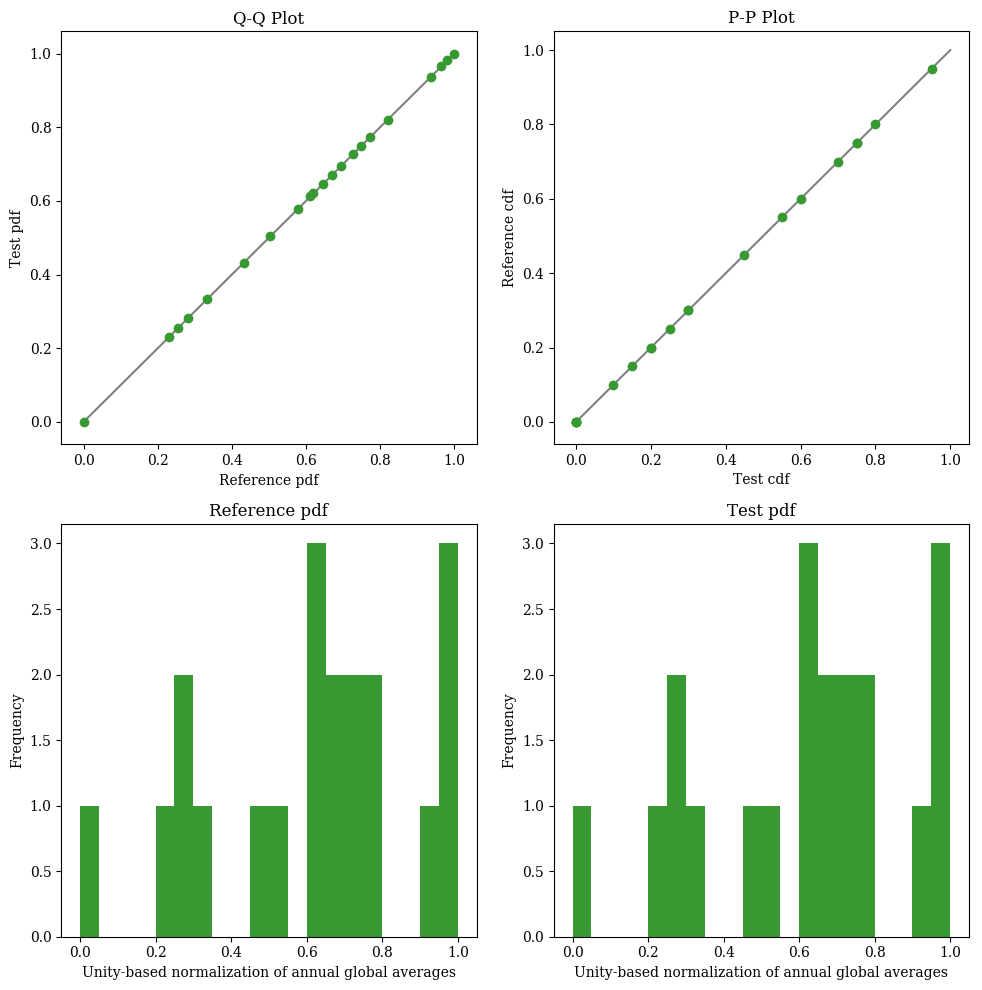 Q-Q Plot
Test pdf
1.0
0.8
0.6
0.4
0.2
0.0
0.0 0.2 0.4 0.6 0.8 1.0
Reference pdf
P-P Plot
Reference cdf
1.0
0.8
0.6
0.4
0.2
0.0
0.0 0.2 0.4 0.6 0.8 1.0
Test cdf
Reference pdf
Frequency
3.0
2.5
2.0
1.5
1.0
0.5
0.0
0.0 0.2 0.4 0.6 0.8 1.0
Unity-based normalization of annual global averages
Test pdf
Frequency
3.0
2.5
2.0
1.5
1.0
0.5
0.0
0.0 0.2 0.4 0.6 0.8 1.0
Unity-based normalization of annual global averages